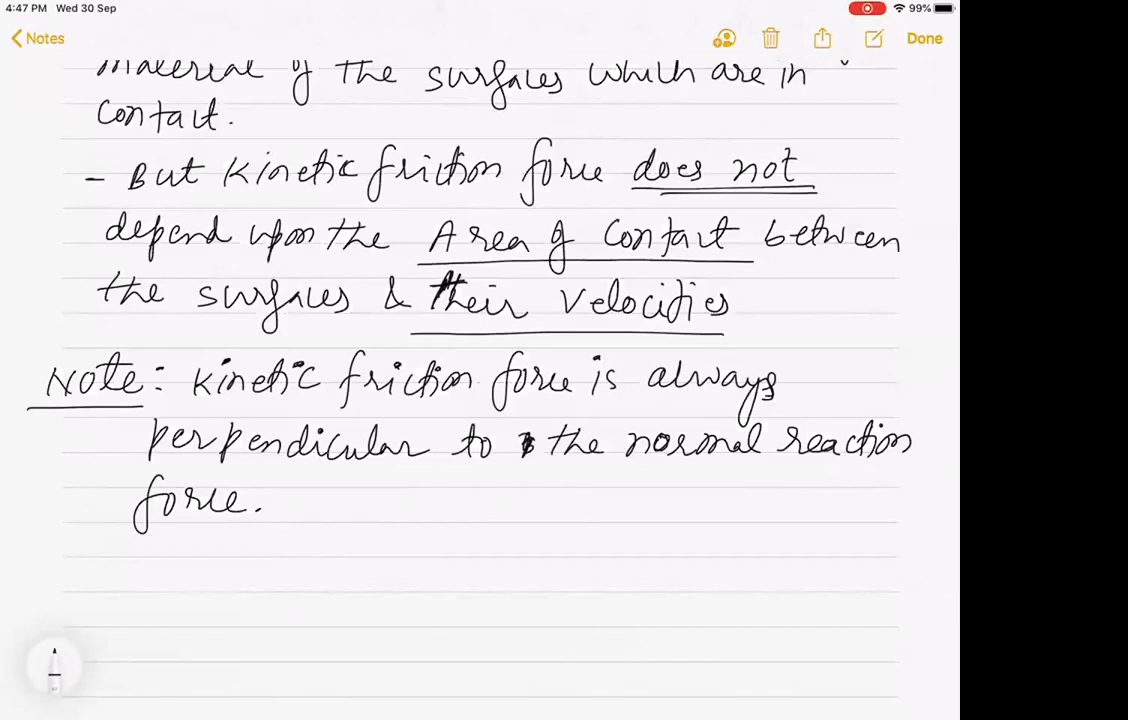 4:47 PM Wed 30 Sep
99%
Notes
Done
material of the surfaces which are in
contact.
- But kinetic friction force does not
depend upon the Area of contact between
the surfaces & their velocities
Note: kinetic friction force is always
perpendicular to the normal reaction
force.